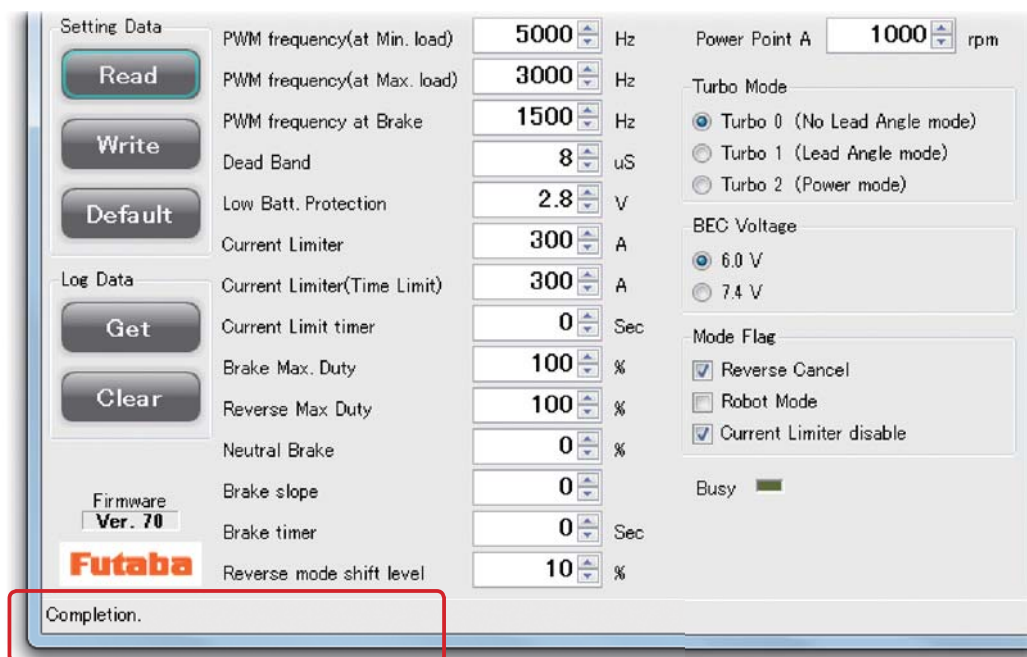 Setting Data
Read
Write
Default
Log Data
Get
Clear
Firmware
Ver. 70
Futaba
PWM frequency(at Min. load) 5000 Hz
PWM frequency(at Max. load) 3000 Hz
PWM frequency at Brake 1500 Hz
Dead Band 8 uS
Low Batt. Protection 2.8 V
Current Limiter 300 A
Current Limiter(Time Limit) 300 A
Current Limit timer 0 Sec
Brake Max. Duty 100 %
Reverse Max Duty 100 %
Neutral Brake 0 %
Brake slope 0
Brake timer 0 Sec
Reverse mode shift level 10 %
Power Point A 1000 rpm
Turbo Mode
Turbo 0 (No Lead Angle mode)
Turbo 1 (Lead Angle mode)
Turbo 2 (Power mode)
BEC Voltage
6.0 V
7.4 V
Mode Flag
Reverse Cancel
Robot Mode
Current Limiter disable
Busy
Completion.